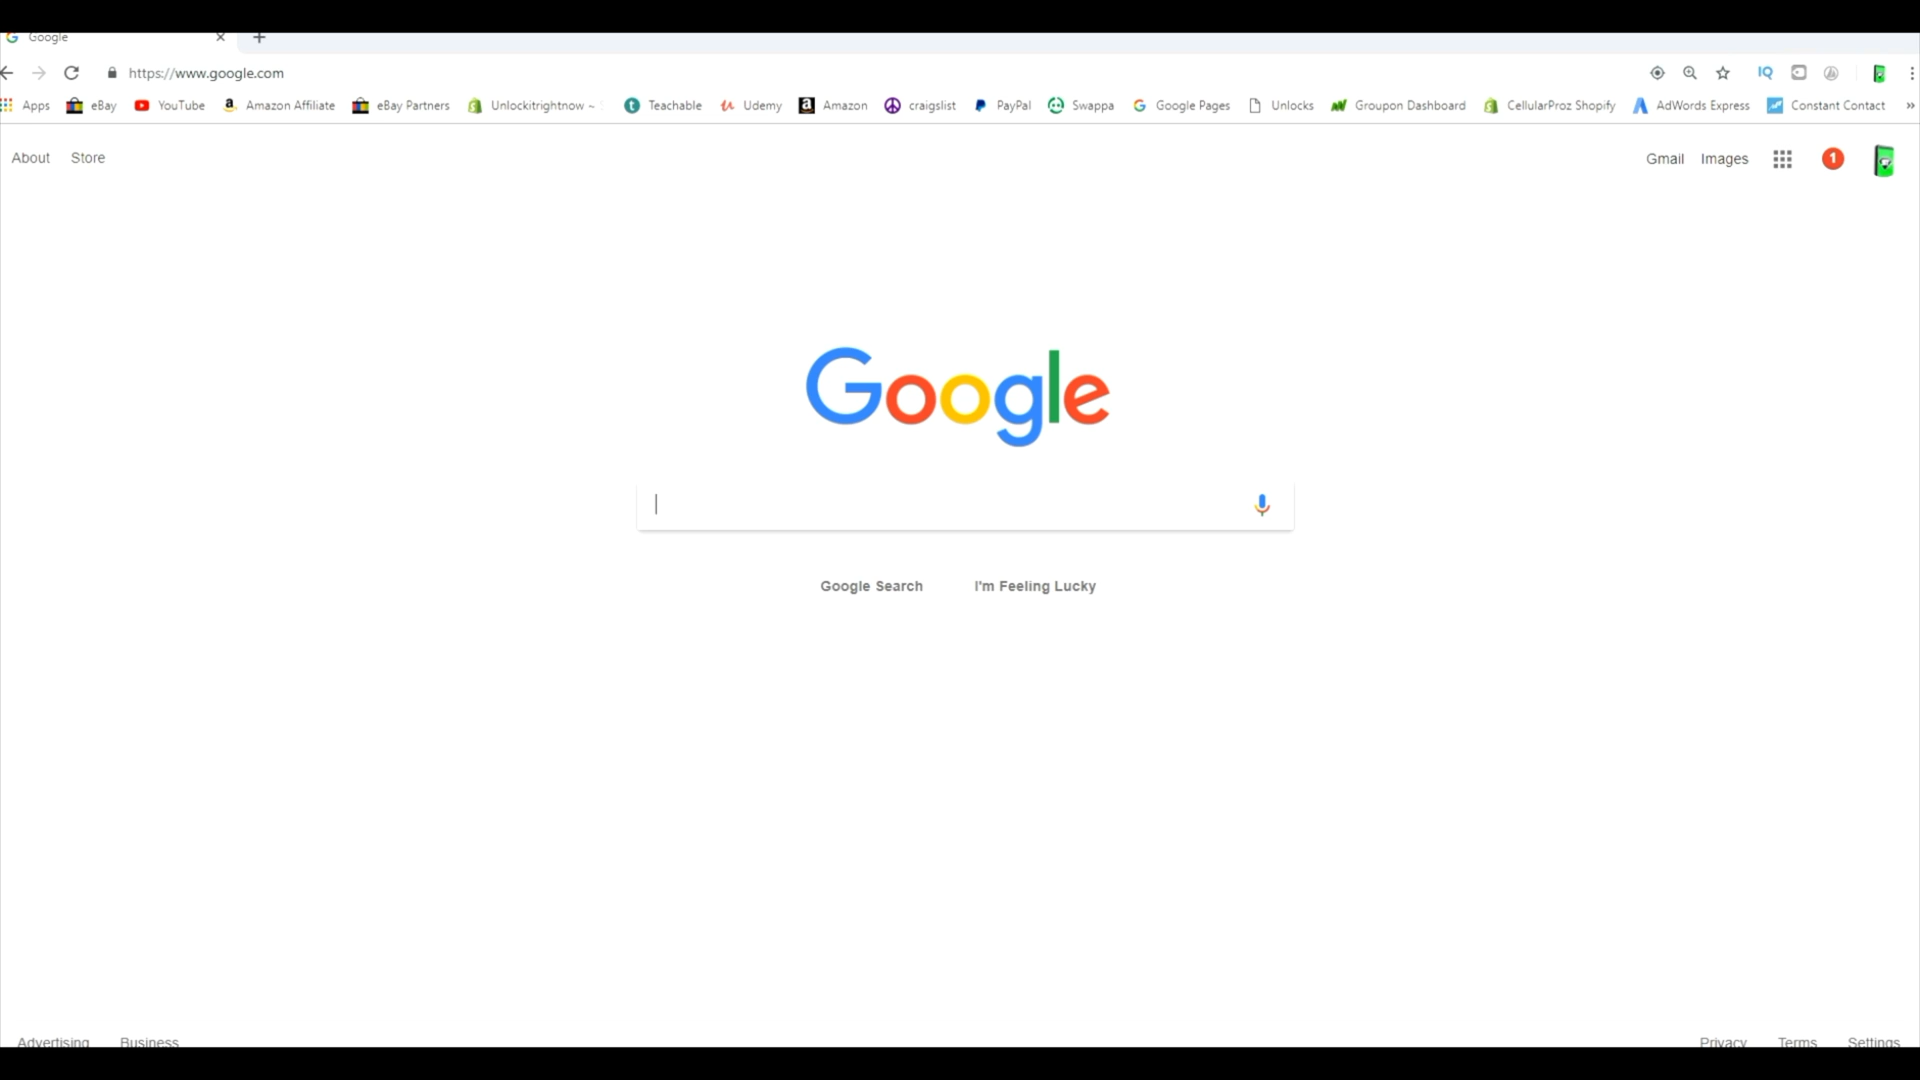 Google
https://www.google.com
IQ
Apps eBay YouTube Amazon Affiliate eBay Partners Unlockitrightnow ~ Teachable Udemy Amazon craigslist PayPal Swappa Google Pages Unlocks Groupon Dashboard CellularProz Shopify AdWords Express Constant Contact »
About Store Gmail Images 1
Google
Google Search I'm Feeling Lucky
Advertising Business Privacy Terms Settings